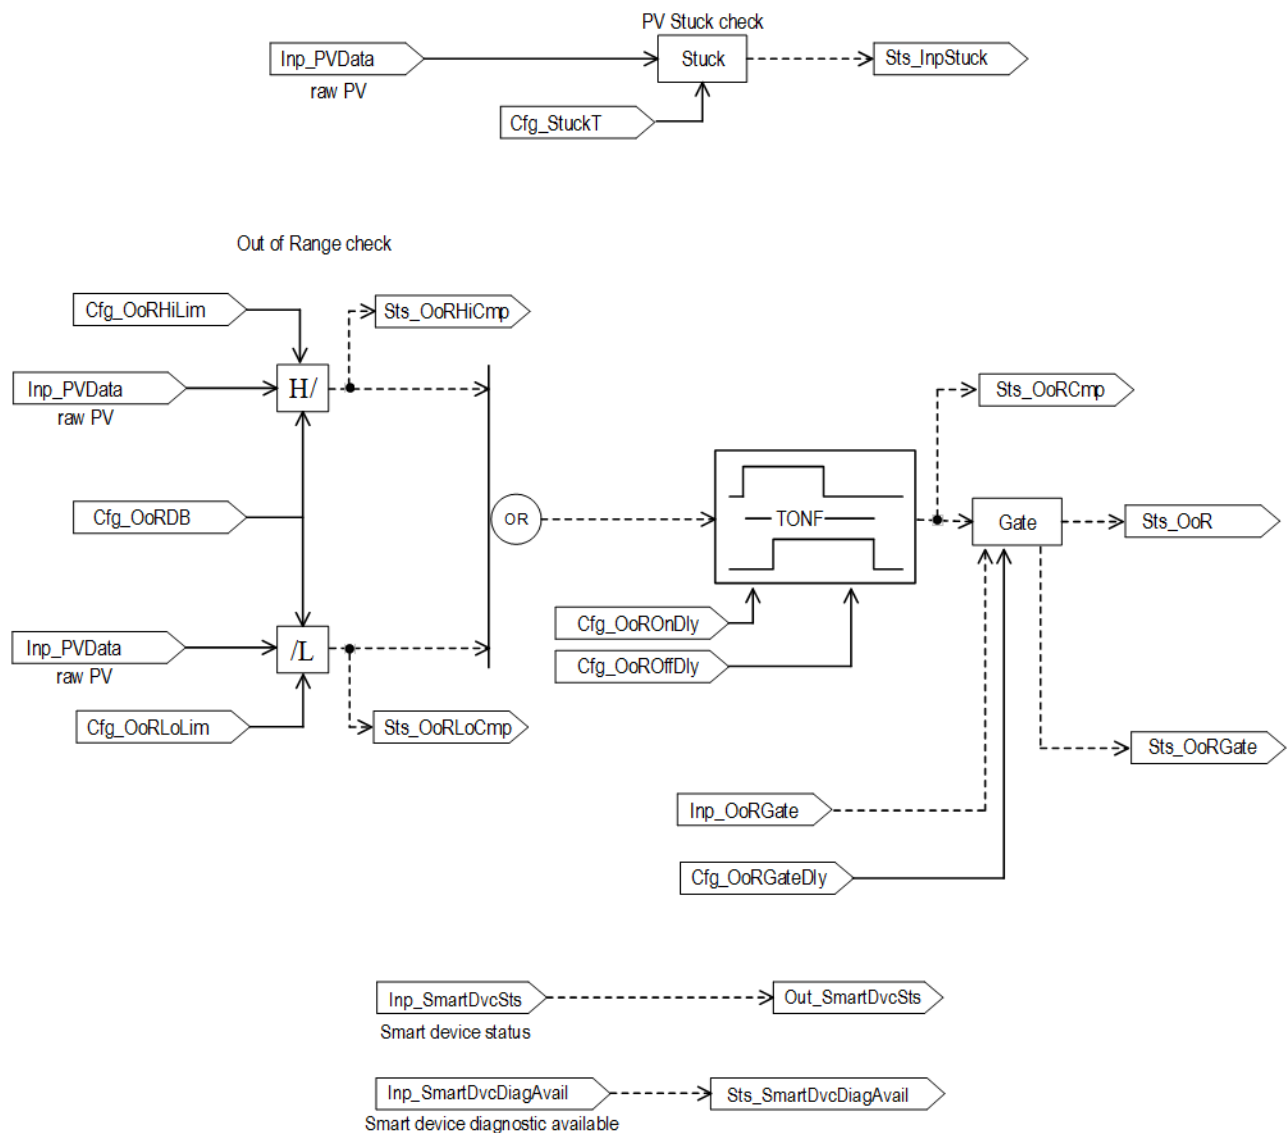 PV Stuck check
Inp_PVData
Stuck
Sts_InpStuck
raw PV
Cfg_StuckT
Out of Range check
Cfg_OoRHiLim
Sts_OoRHiCmp
Inp_PVData
H/
Sts_OoRCmp
raw PV
Cfg_OoRDB
OR
TONF
Gate
Sts_OoR
Cfg_OoROnDly
Inp_PVData
/L
Cfg_OoROffDly
raw PV
Cfg_OoRLoLim
Sts_OoRLoCmp
Sts_OoRGate
Inp_OoRGate
Cfg_OoRGateDly
Inp_SmartDvcSts
Out_SmartDvcSts
Smart device status
Inp_SmartDvcDiagAvail
Sts_SmartDvcDiagAvail
Smart device diagnostic available